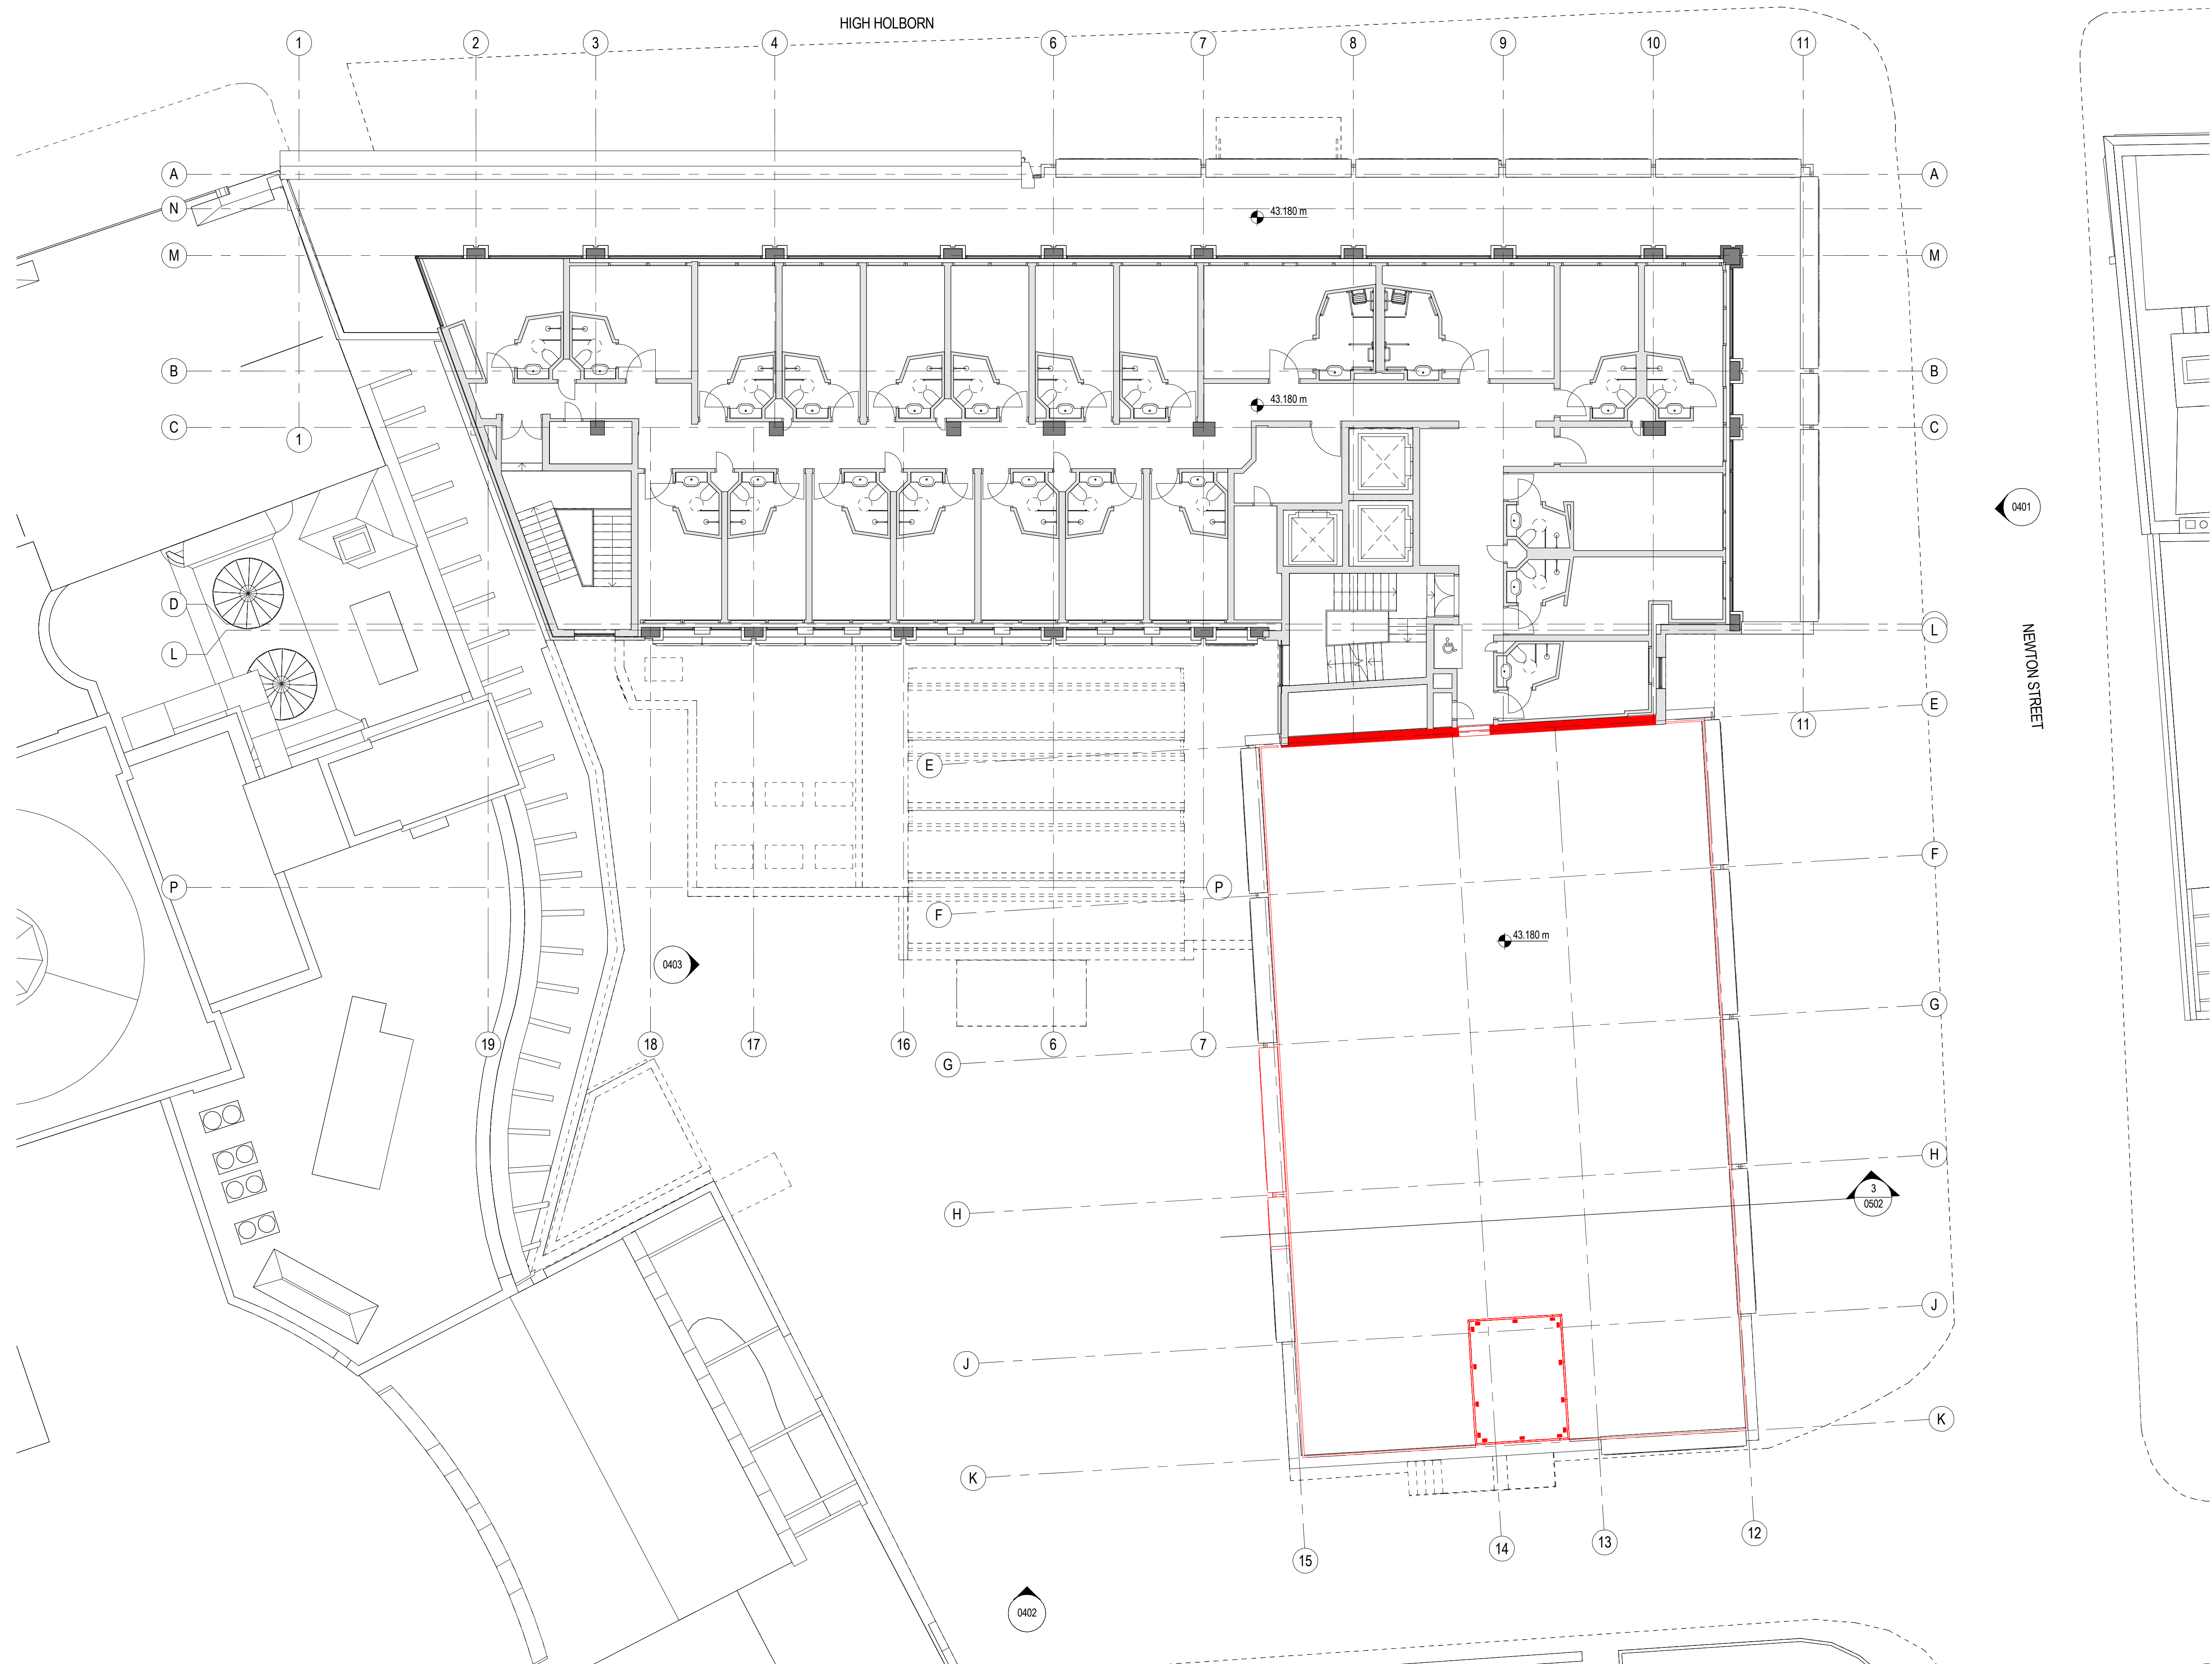 HIGH HOLBORN
1 2 3 4 6 7 8 9 10 11
A A
N
43.180 m
M M
B B
43.180 m
C C
1
0401
D
L L
NEWTON STREET
E
11
E
F
P P
F
43.180 m
0403
G
19 18 17 16 6 7
G
H
3
0502
H
J
J
K
K
12
14 13
15
0402